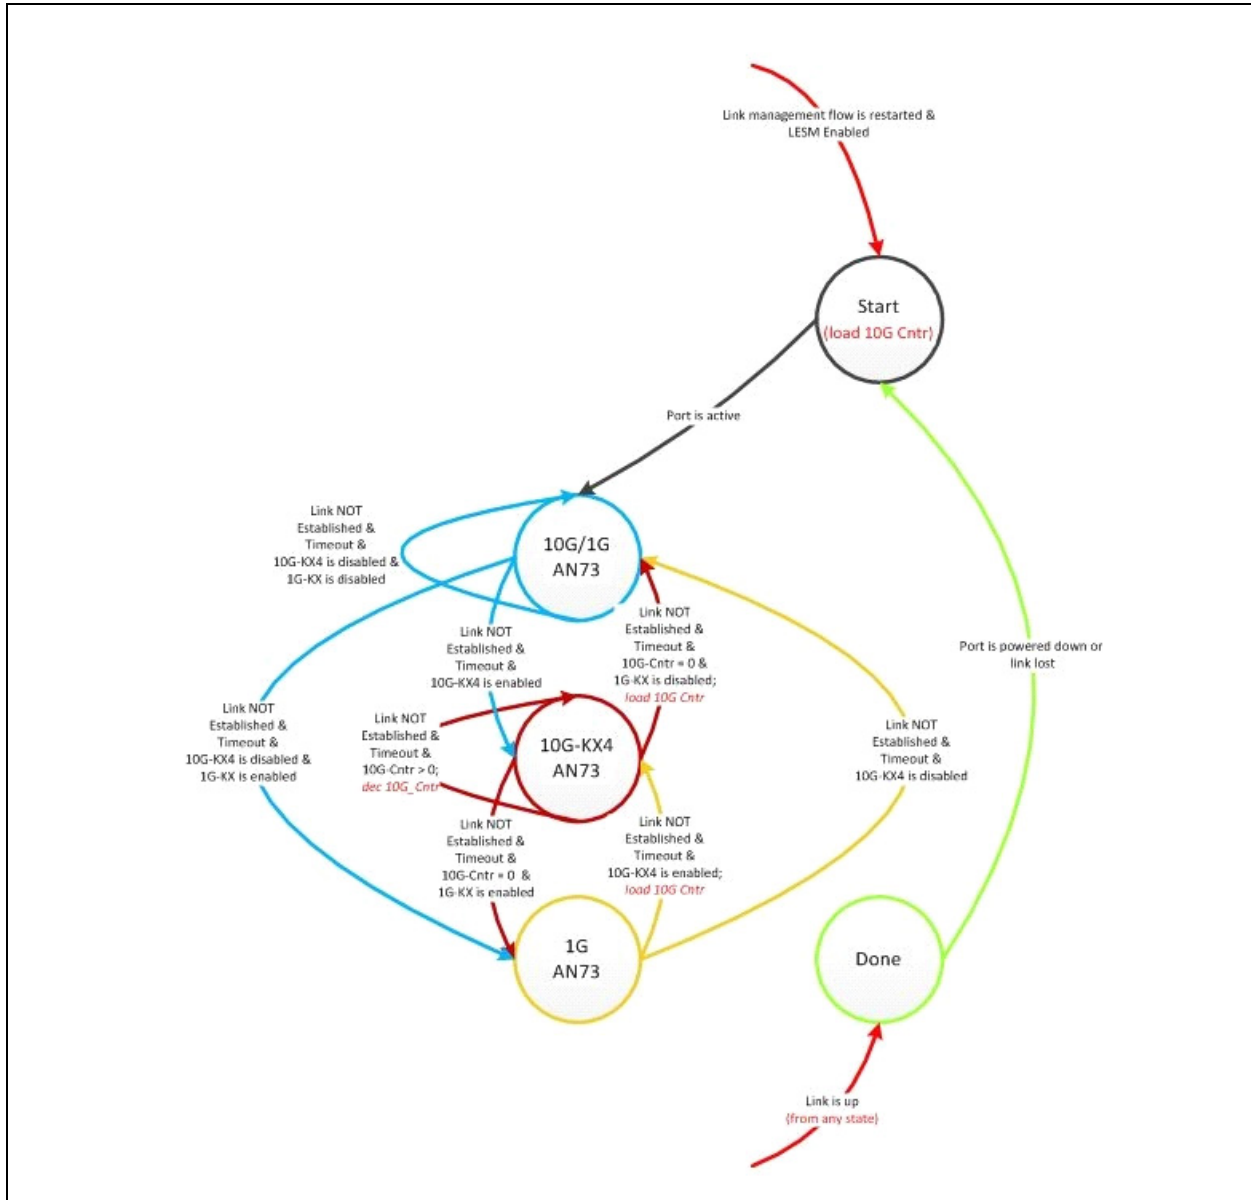 Link management flow is restarted &
LESM Enabled
Start
(load 10G Cntr)
Port is active
Link NOT
Established &
Timeout &
10G-KX4 is disabled &
1G-KX is disabled
10G/1G
AN73
Link NOT
Established &
Timeout &
10G-KX4 is enabled
Link NOT
Established &
Timeout &
10G-Cntr = 0 &
1G-KX is disabled;
load 10G Cntr
Port is powered down or
link lost
Link NOT
Established &
Timeout &
10G-KX4 is disabled &
1G-KX is enabled
Link NOT
Established &
Timeout &
10G-Cntr > 0;
dec 10G_Cntr
10G-KX4
AN73
Link NOT
Established &
Timeout &
10G-KX4 is disabled
Link NOT
Established &
Timeout &
10G-Cntr = 0 &
1G-KX is enabled
Link NOT
Established &
Timeout &
10G-KX4 is enabled;
load 10G Cntr
1G
AN73
Done
Link is up
(from any state)